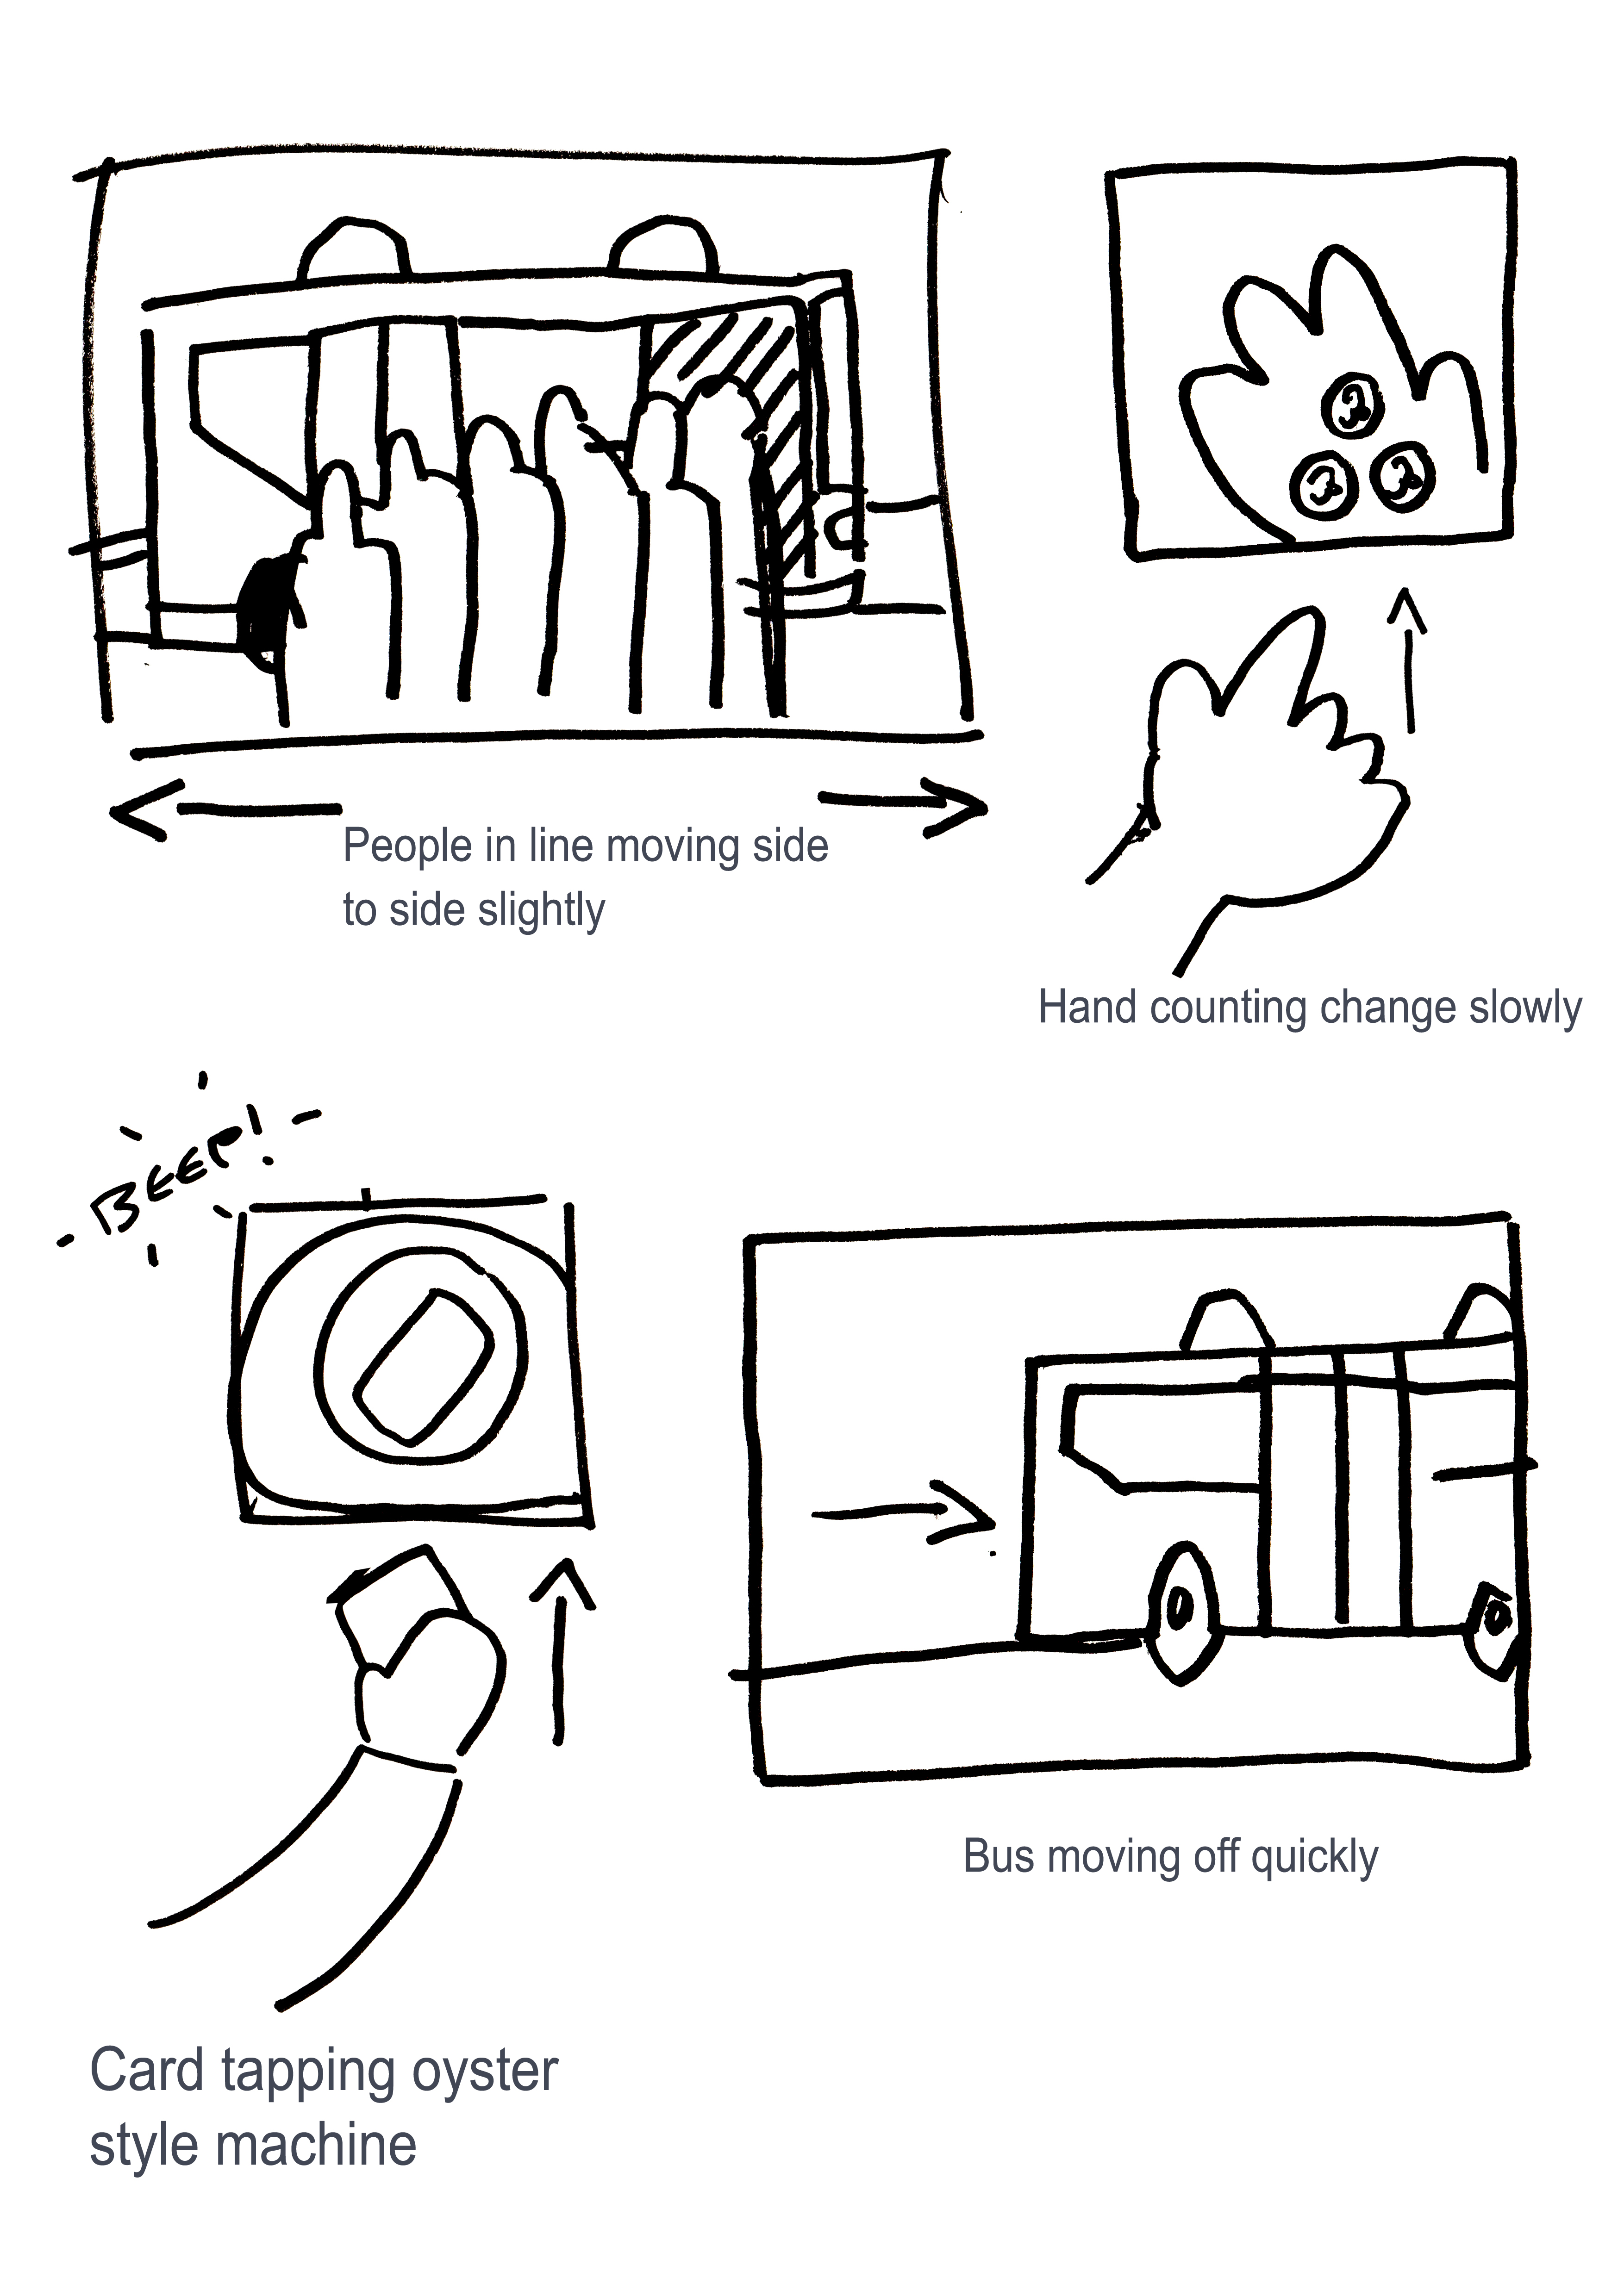 People in line moving side
to side slightly
Hand counting change slowly
BEEP!
Card tapping oyster
style machine
Bus moving off quickly